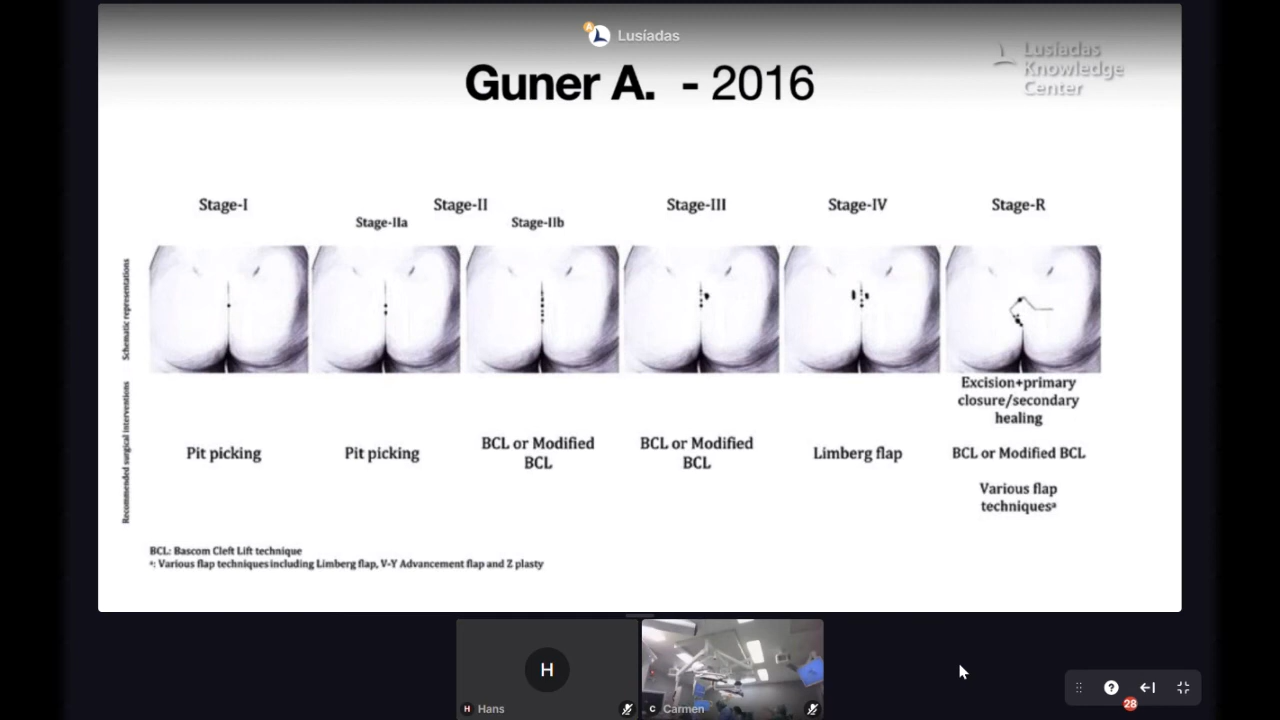 Lusíadas
Lusíadas
Knowledge
Center
Guner A. - 2016
Stage-I
Stage-II
Stage-III
Stage-IV
Stage-R
Stage-IIa
Stage-IIb
Schematic representations
Recommended surgical interventions
Pit picking
Pit picking
BCL or Modified
BCL
BCL or Modified
BCL
Limberg flap
Excision+primary
closure/secondary
healing
BCL or Modified BCL
Various flap
techniquesᵃ
BCL: Bascom Cleft Lift technique
ᵃ: Various flap techniques including Limberg flap, V-Y Advancement flap and Z plasty
H
H Hans
C Carmen
28